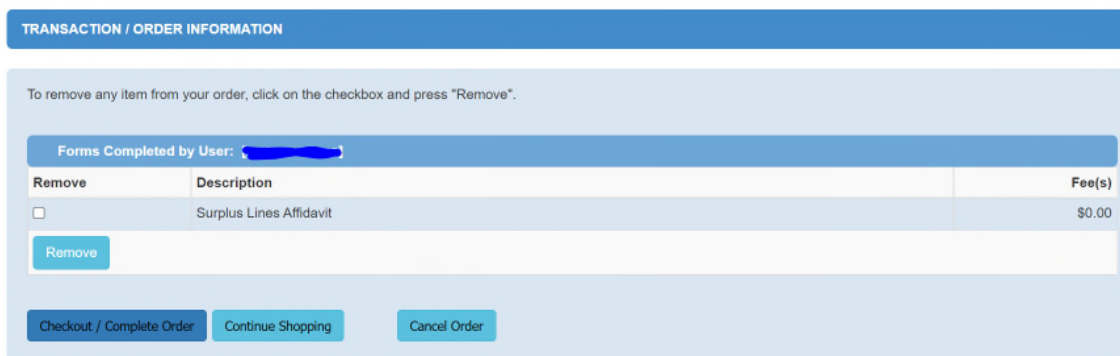 TRANSACTION / ORDER INFORMATION
To remove any item from your order, click on the checkbox and press "Remove".
Forms Completed by User:
Remove Description Fee(s)
Surplus Lines Affidavit $0.00
Remove
Checkout / Complete Order Continue Shopping Cancel Order